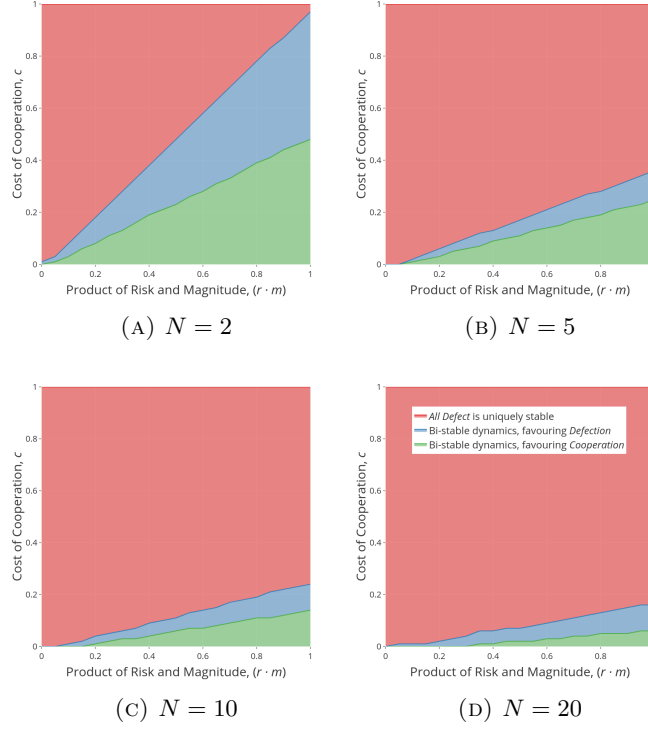 1
0.8
0.6
0.4
0.2
0
Cost of Cooperation, c
0 0.2 0.4 0.6 0.8 1
Product of Risk and Magnitude, (r · m)
(A) N = 2
1
0.8
0.6
0.4
0.2
0
Cost of Cooperation, c
0 0.2 0.4 0.6 0.8
Product of Risk and Magnitude, (r · m)
(B) N = 5
1
0.8
0.6
0.4
0.2
0
Cost of Cooperation, c
0 0.2 0.4 0.6 0.8 1
Product of Risk and Magnitude, (r · m)
(C) N = 10
1
0.8
0.6
0.4
0.2
0
Cost of Cooperation, c
All Defect is uniquely stable
Bi-stable dynamics, favouring Defection
Bi-stable dynamics, favouring Cooperation
0 0.2 0.4 0.6 0.8
Product of Risk and Magnitude, (r · m)
(D) N = 20